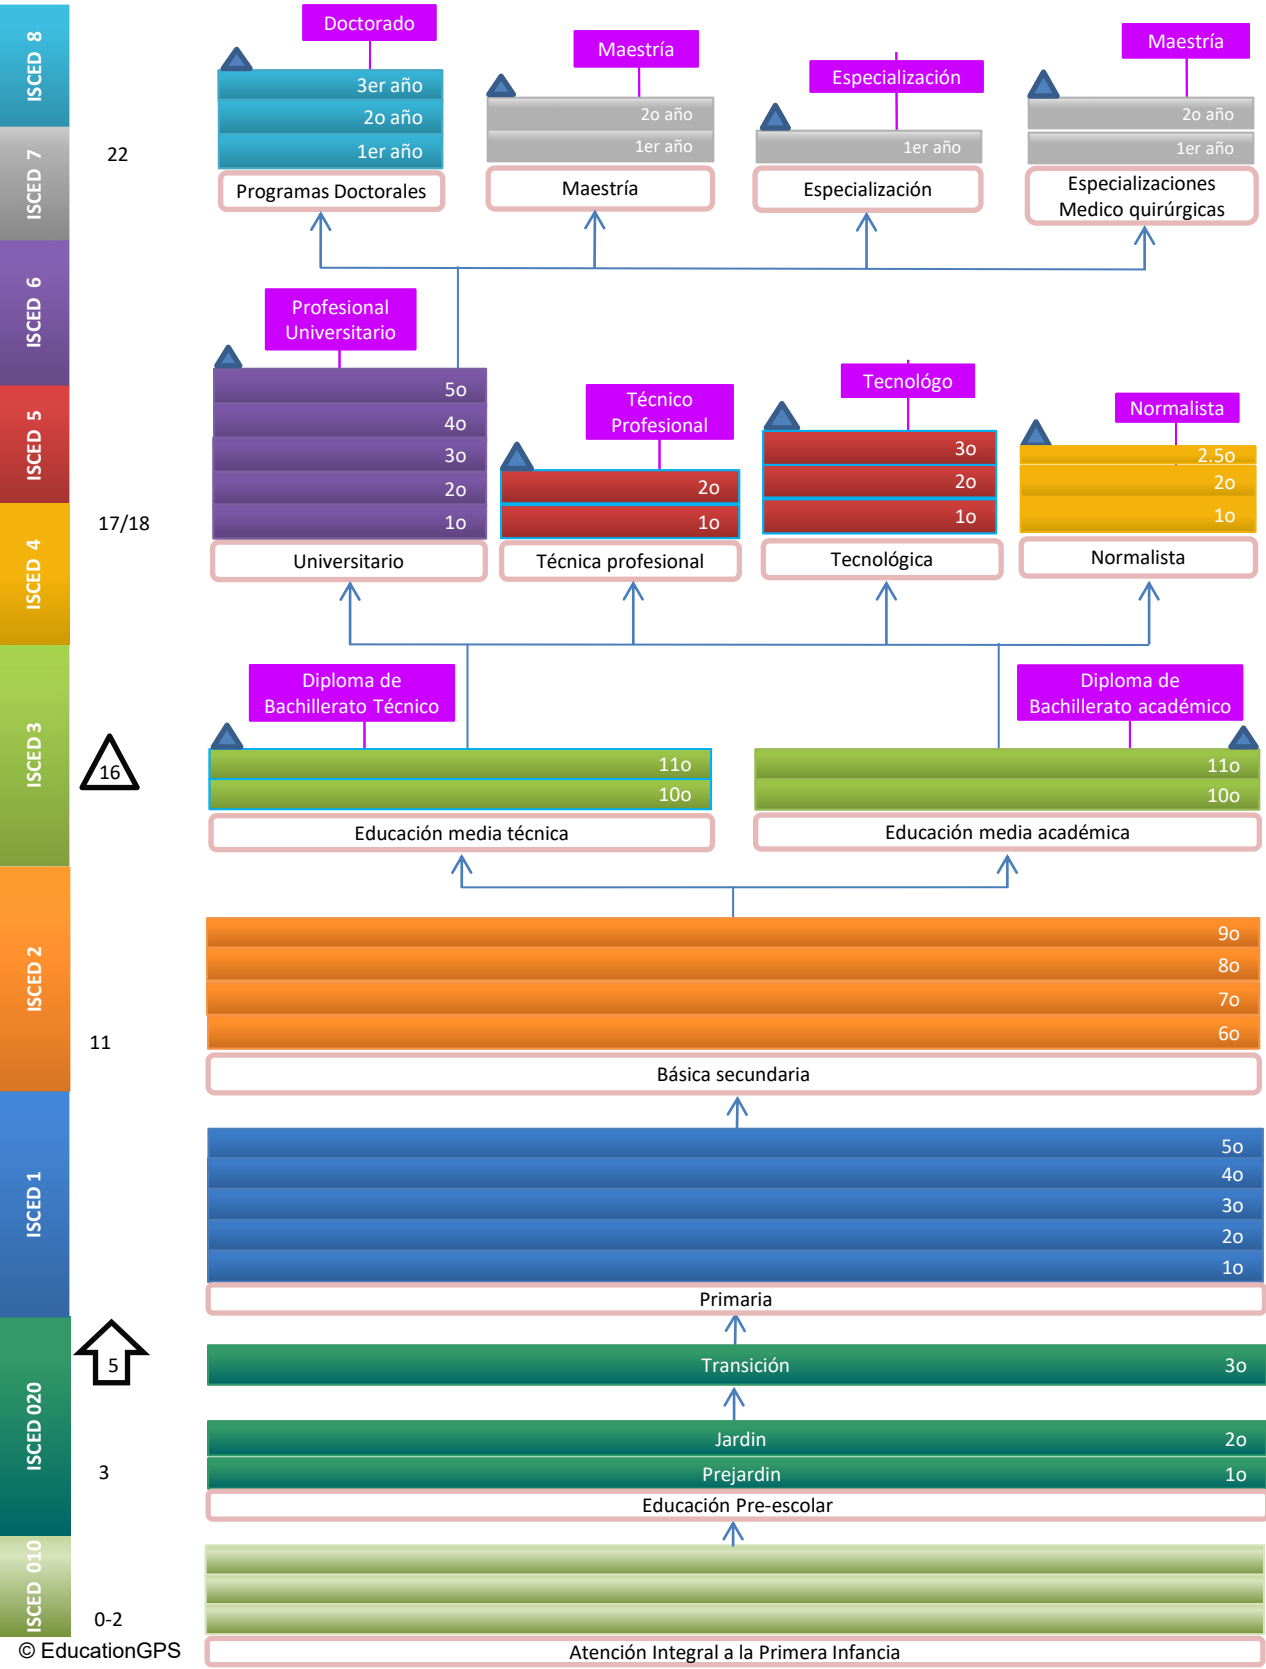 ISCED 8
Doctorado
Maestría
Especialización
Maestría
3er año
2o año
1er año
2o año
1er año
1er año
2o año
1er año
ISCED 7
22
Programas Doctorales
Maestría
Especialización
Especializaciones
Medico quirúrgicas
ISCED 6
Profesional
Universitario
5o
4o
3o
2o
1o
ISCED 5
Técnico
Profesional
2o
1o
Tecnológo
3o
2o
1o
Normalista
2.5o
2o
1o
17/18
ISCED 4
Universitario
Técnica profesional
Tecnológica
Normalista
ISCED 3
Diploma de
Bachillerato Técnico
Diploma de
Bachillerato académico
16
11o
10o
11o
10o
Educación media técnica
Educación media académica
ISCED 2
9o
8o
7o
6o
11
Básica secundaria
ISCED 1
5o
4o
3o
2o
1o
Primaria
ISCED 020
5
Transición 3o
Jardin 2o
3
Prejardin 1o
Educación Pre-escolar
ISCED 010
0-2
© EducationGPS
Atención Integral a la Primera Infancia